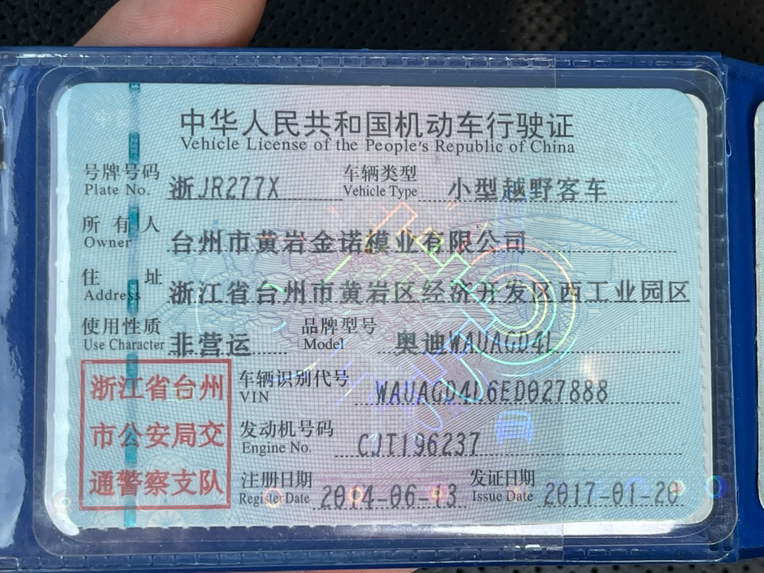 中华人民共和国机动车行驶证
Vehicle License of the People's Republic of China
号牌号码 浙JR277X 车辆类型 小型越野客车
Plate No. Vehicle Type
所有人 台州市黄岩金诺模业有限公司
Owner
住址 浙江省台州市黄岩区经济开发区西工业园区
Address
使用性质 非营运 品牌型号 奥迪WAUAGD4L
Use Character Model
浙江省台州
市公安局交
通警察支队
车辆识别代号 WAUAGD4L6ED027888
VIN
发动机号码 CJT196237
Engine No.
注册日期 2014-06-13 发证日期 2017-01-20
Register Date Issue Date